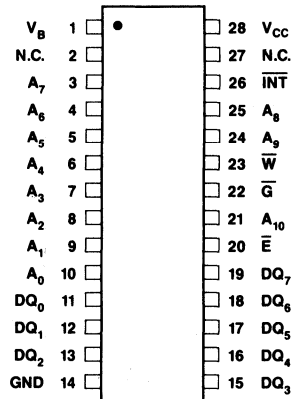 V_B 1 28 V_CC
N.C. 2 27 N.C.
A_7 3 26 I̅N̅T̅
A_6 4 25 A_8
A_5 5 24 A_9
A_4 6 23 W̅
A_3 7 22 G̅
A_2 8 21 A_10
A_1 9 20 E̅
A_0 10 19 DQ_7
DQ_0 11 18 DQ_6
DQ_1 12 17 DQ_5
DQ_2 13 16 DQ_4
GND 14 15 DQ_3